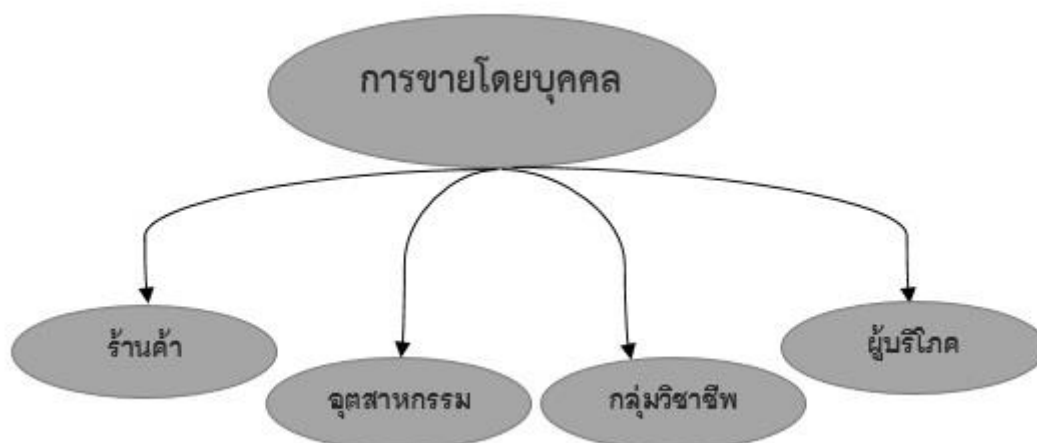 การขายโดยบุคคล
ร้านค้า
อุตสาหกรรม
กลุ่มวิชาชีพ
ผู้บริโภค